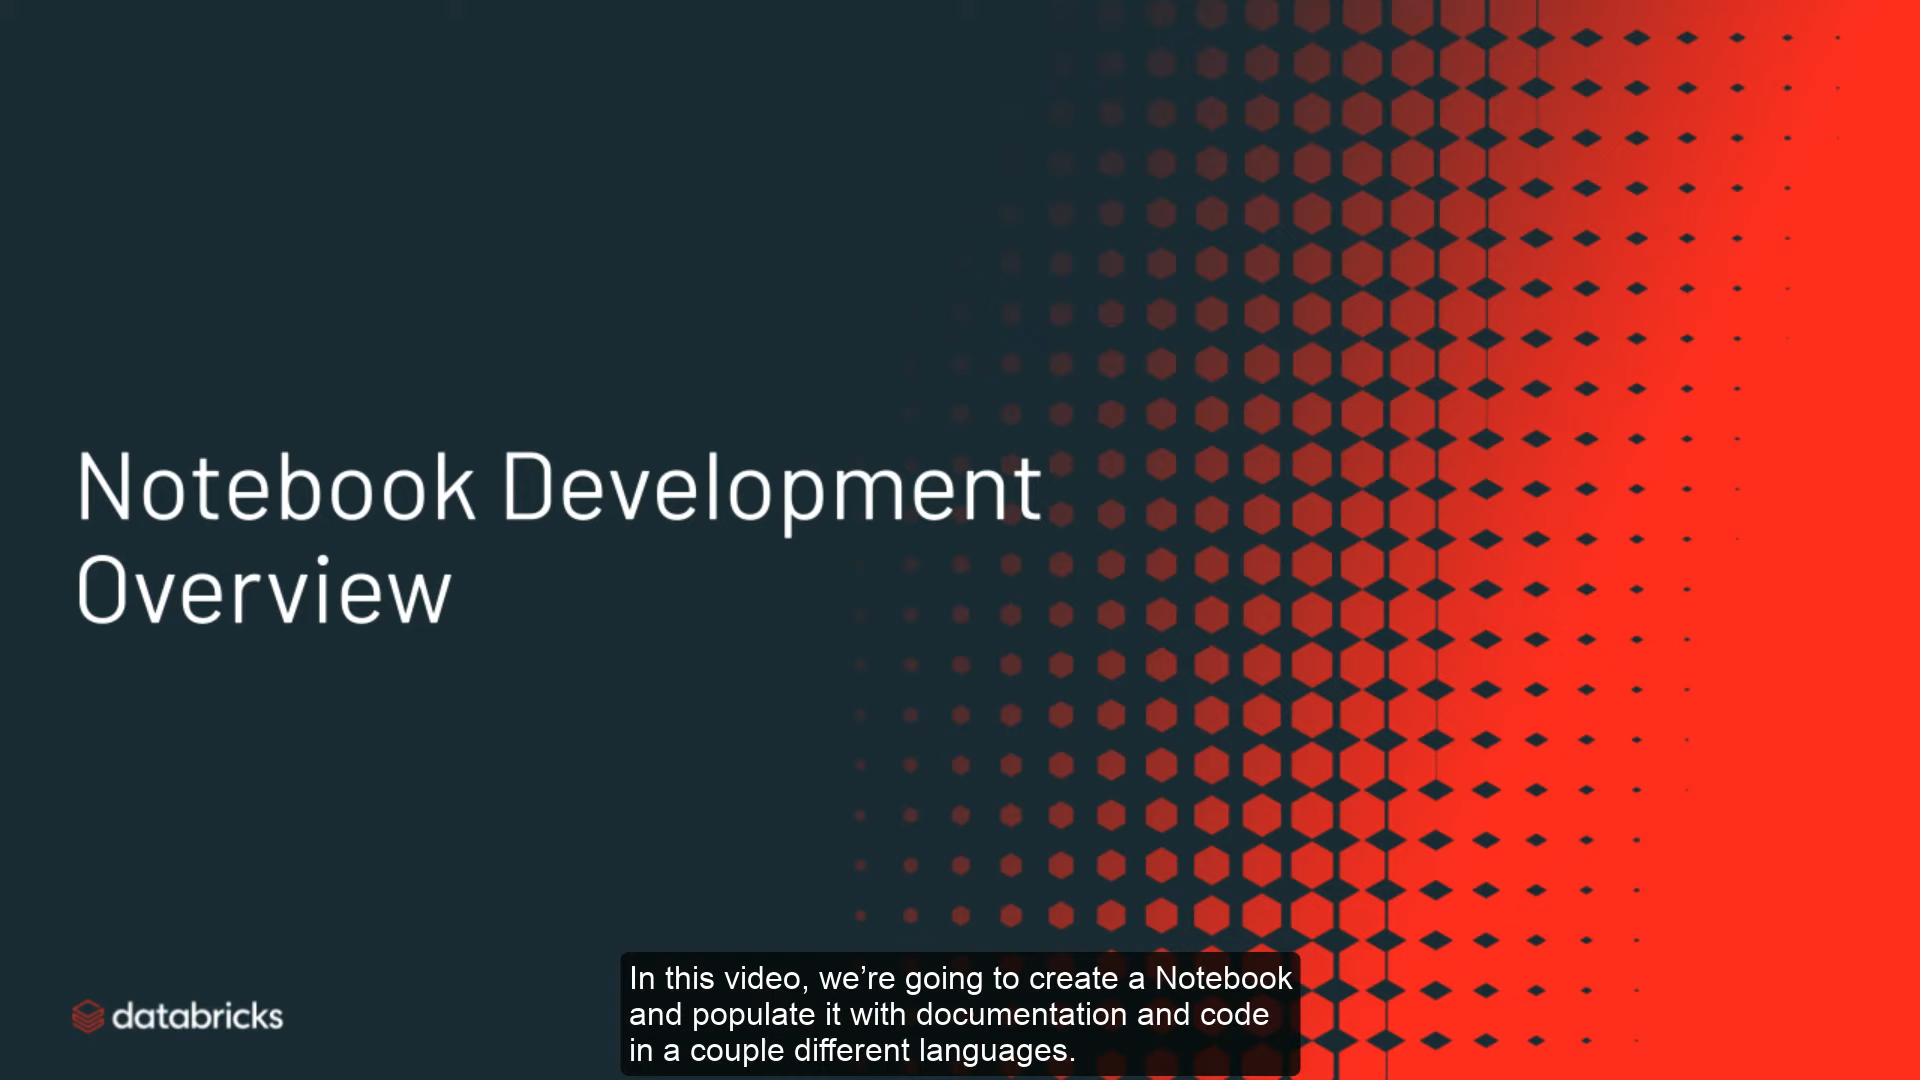 Notebook Development
Overview
databricks
In this video, we’re going to create a Notebook
and populate it with documentation and code
in a couple different languages.